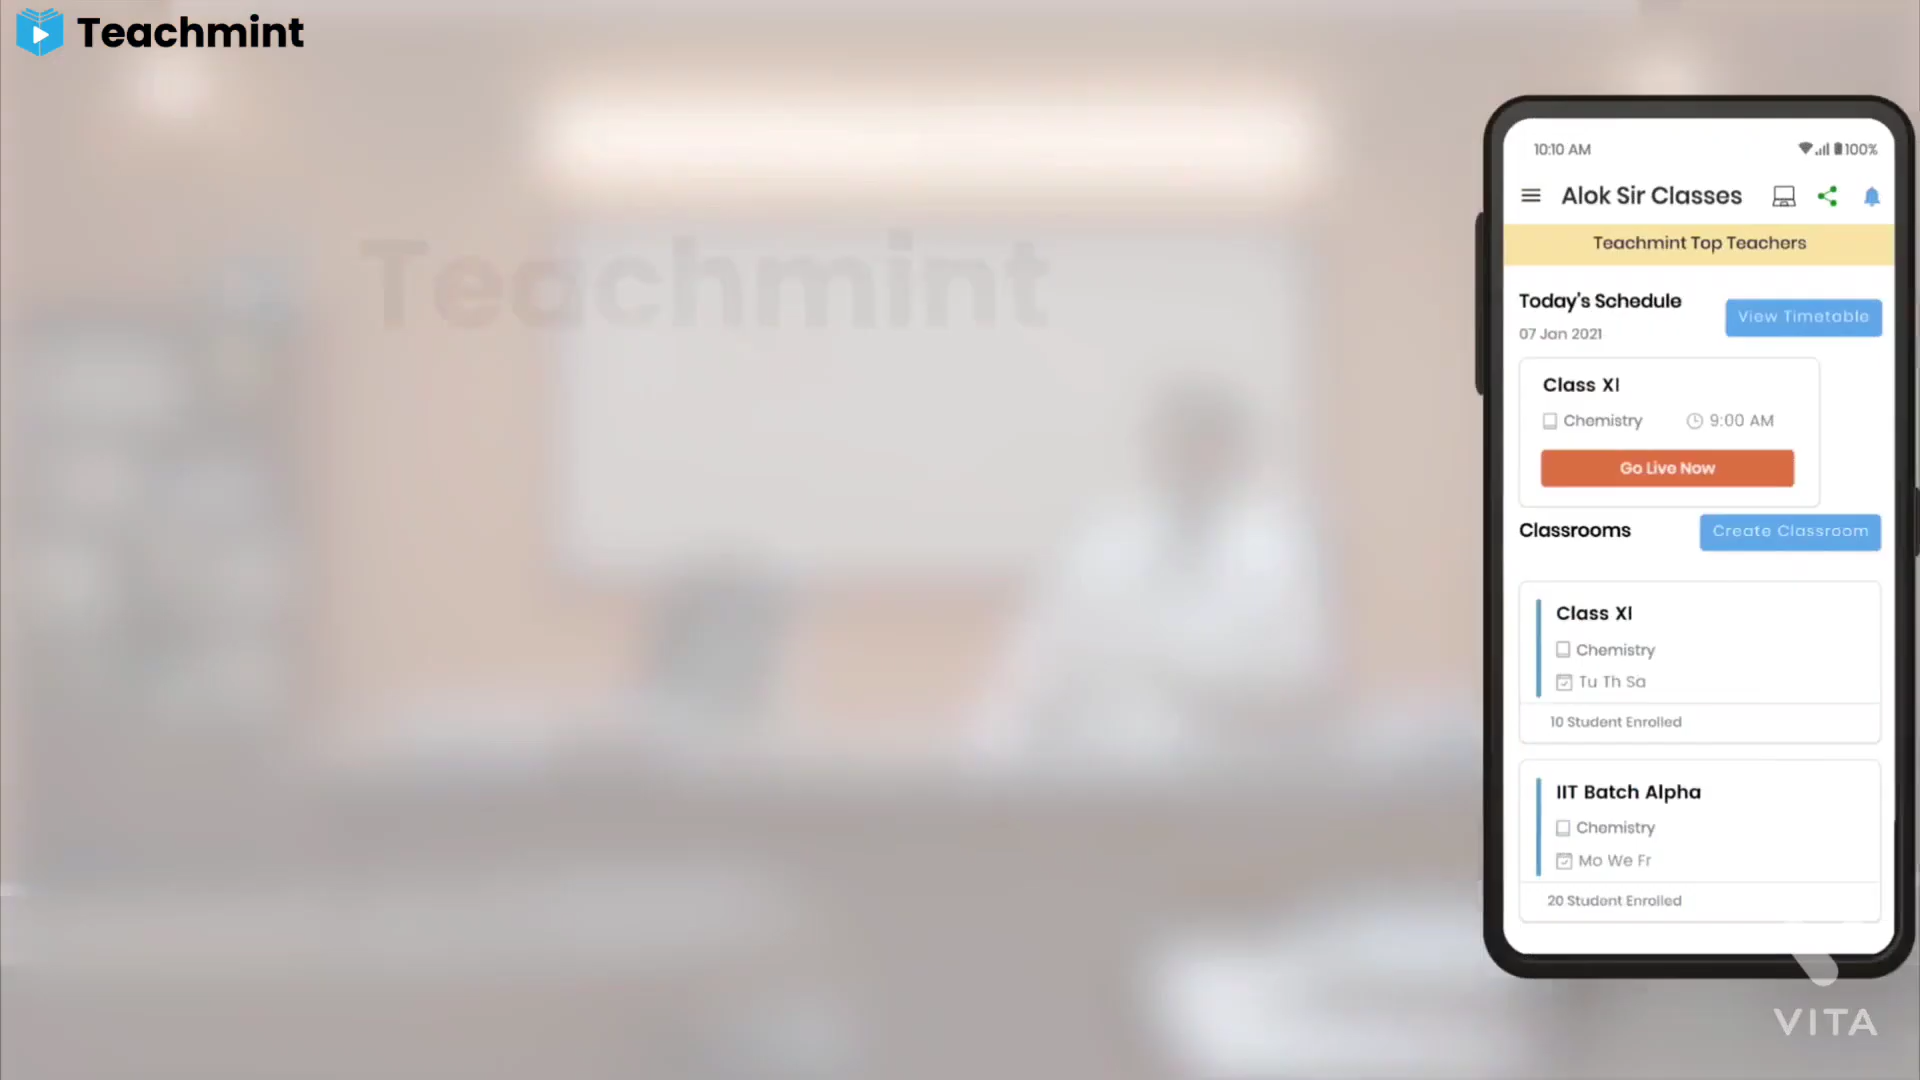 Teachmint
Teachmint
10:10 AM 100%
Alok Sir Classes
Teachmint Top Teachers
Today's Schedule
View Timetable
07 Jan 2021
Class XI
Chemistry 9:00 AM
Go Live Now
Classrooms
Create Classroom
Class XI
Chemistry
Tu Th Sa
10 Student Enrolled
IIT Batch Alpha
Chemistry
Mo We Fr
20 Student Enrolled
VITA